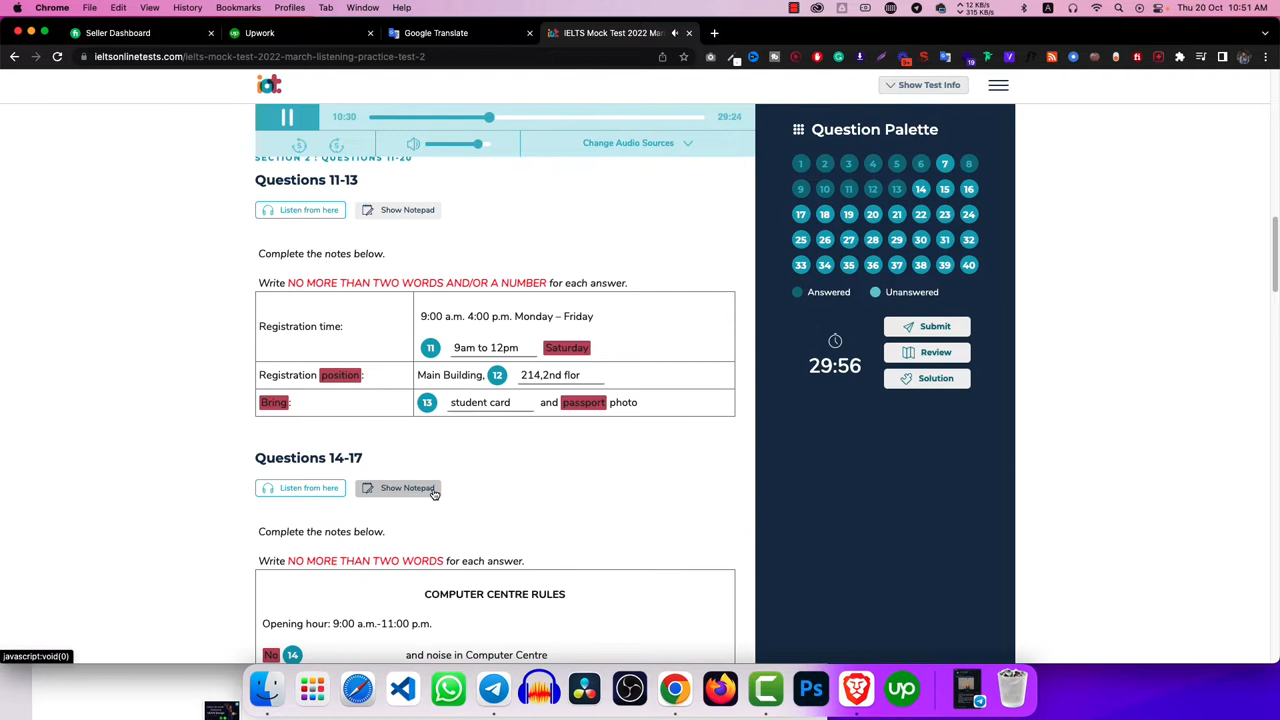 Chrome File Edit View History Bookmarks Profiles Tab Window Help 12 KB/s 315 KB/s A Thu 20 Oct 10:51 AM
Seller Dashboard × Upwork × Google Translate × IELTS Mock Test 2022 Mar × +
ieltsonlinetests.com/ielts-mock-test-2022-march-listening-practice-test-2
iot Show Test Info
10:30 29:24
5 5 Change Audio Sources
SECTION 2 : QUESTIONS 11-20
Questions 11-13
Listen from here Show Notepad
Complete the notes below.
Write NO MORE THAN TWO WORDS AND/OR A NUMBER for each answer.
Registration time: 9:00 a.m. 4:00 p.m. Monday – Friday
11 9am to 12pm Saturday
Registration position: Main Building, 12 214,2nd flor
Bring: 13 student card and passport photo
Questions 14-17
Listen from here Show Notepad
Complete the notes below.
Write NO MORE THAN TWO WORDS for each answer.
COMPUTER CENTRE RULES
Opening hour: 9:00 a.m.-11:00 p.m.
No 14 and noise in Computer Centre
Question Palette
1 2 3 4 5 6 7 8
9 10 11 12 13 14 15 16
17 18 19 20 21 22 23 24
25 26 27 28 29 30 31 32
33 34 35 36 37 38 39 40
Answered Unanswered
29:56
Submit
Review
Solution
javascript:void(0)
Ps
up